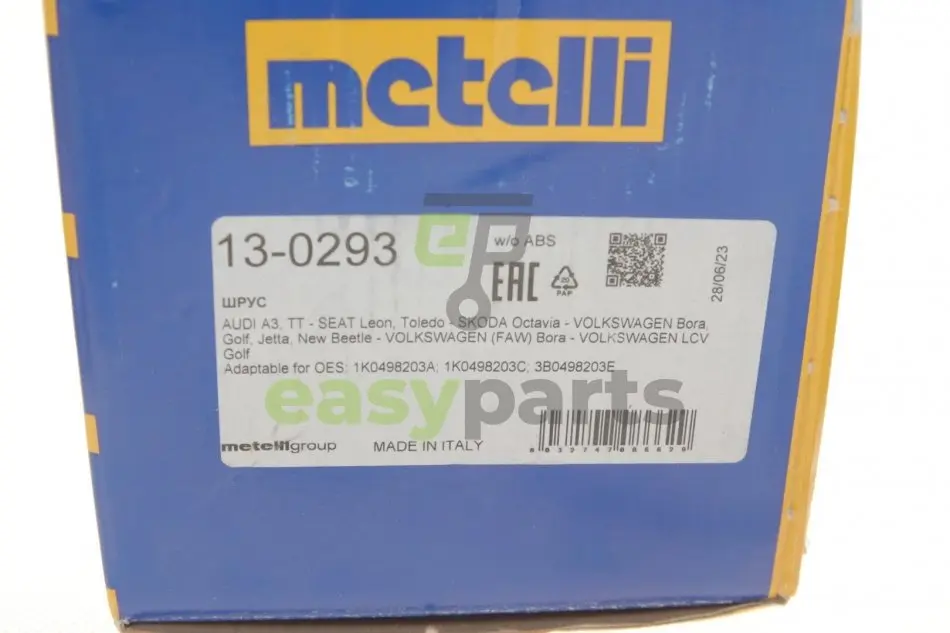 metelli
13-0293
w/o ABS
EAC
20
PAP
28/06/23
ШРУС
AUDI A3, TT - SEAT Leon, Toledo - SKODA Octavia - VOLKSWAGEN Bora,
Golf, Jetta, New Beetle - VOLKSWAGEN (FAW) Bora - VOLKSWAGEN LCV
Golf
Adaptable for OES: 1K0498203A; 1K0498203C; 3B0498203E
easyparts
metelligroup
MADE IN ITALY